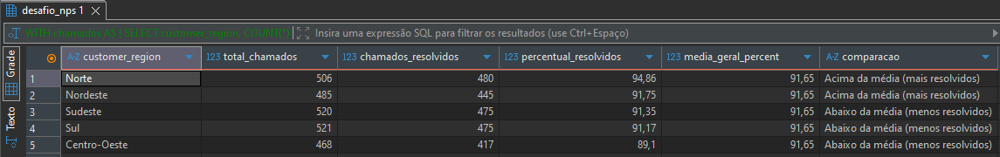 desafio_nps 1
WITH chamados AS ( SELECT customer_region, COUNT(*) Insira uma expressão SQL para filtrar os resultados (use Ctrl+Espaço)
Grade
Texto
A-Z customer_region 123 total_chamados 123 chamados_resolvidos 123 percentual_resolvidos 123 media_geral_percent A-Z comparacao
1 Norte 506 480 94,86 91,65 Acima da média (mais resolvidos)
2 Nordeste 485 445 91,75 91,65 Acima da média (mais resolvidos)
3 Sudeste 520 475 91,35 91,65 Abaixo da média (menos resolvidos)
4 Sul 521 475 91,17 91,65 Abaixo da média (menos resolvidos)
5 Centro-Oeste 468 417 89,1 91,65 Abaixo da média (menos resolvidos)